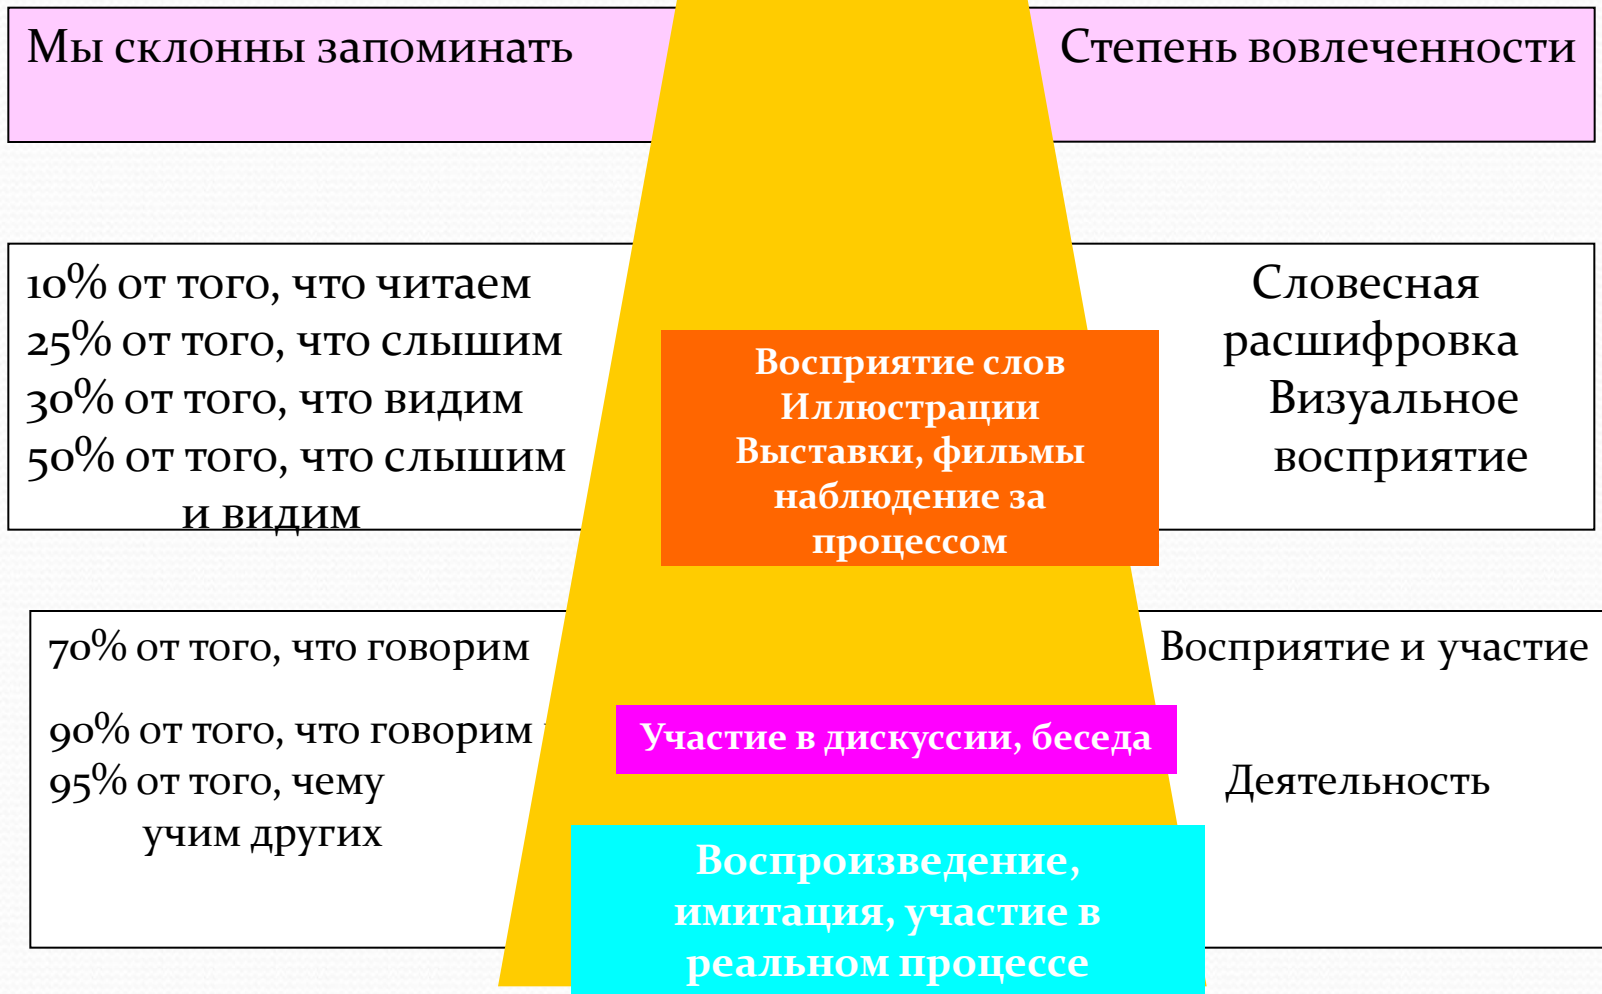 Мы склонны запоминать
Степень вовлеченности
10% от того, что читаем
25% от того, что слышим
30% от того, что видим
50% от того, что слышим
и видим
Восприятие слов
Иллюстрации
Выставки, фильмы
наблюдение за
процессом
Словесная
расшифровка
Визуальное
восприятие
70% от того, что говорим
90% от того, что говорим
95% от того, чему
учим других
Участие в дискуссии, беседа
Воспроизведение,
имитация, участие в
реальном процессе
Восприятие и участие
Деятельность